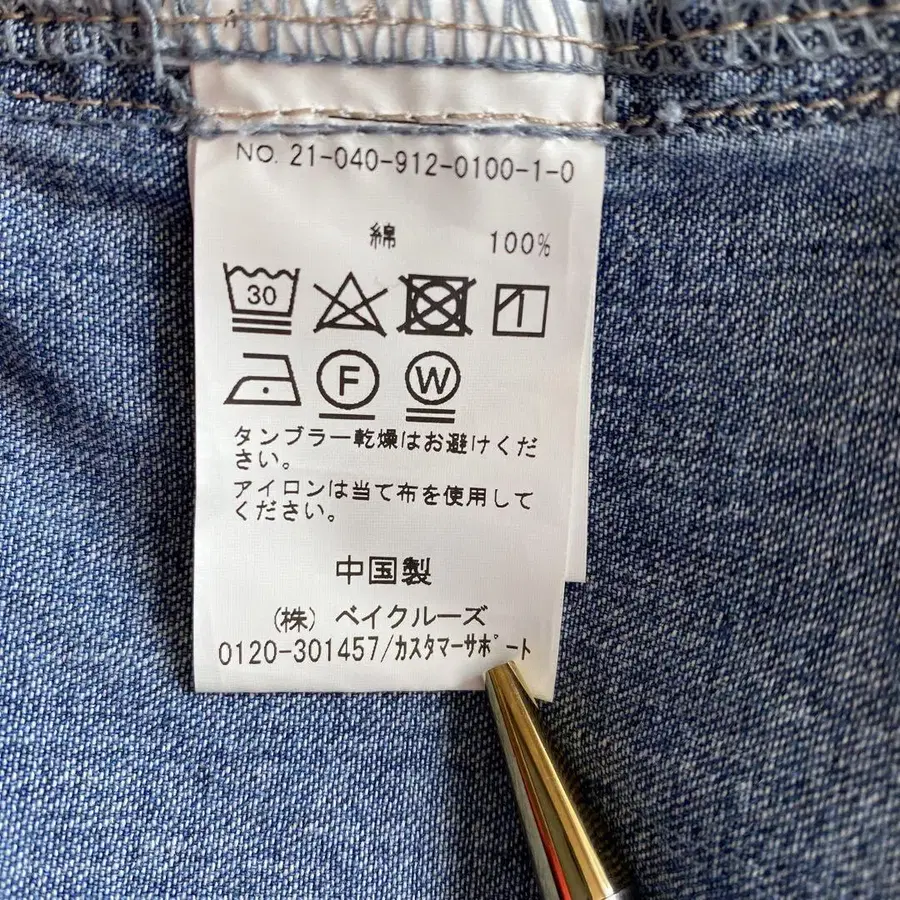 NO. 21-040-912-0100-1-0
綿 100%
30
F W
タンブラー乾燥はお避けくだ
さい。
アイロンは当て布を使用して
ください。
中国製
(株) ベイクルーズ
0120-301457/カスタマーサポート